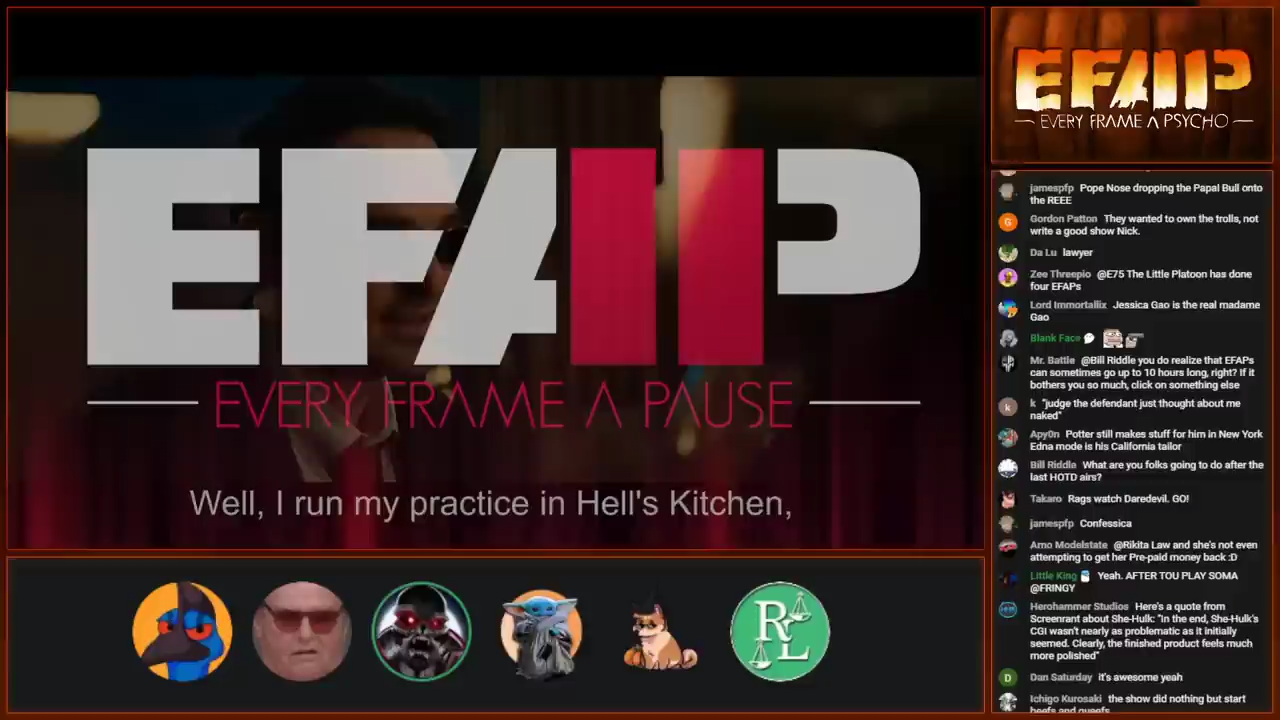 EFAP
EVERY FRAME A PAUSE
Well, I run my practice in Hell's Kitchen,
RL
EFAP
EVERY FRAME A PSYCHO
jamespfp Pope Nose dropping the Papal Bull onto
the REEE
Gordon Patton They wanted to own the trolls, not
write a good show Nick.
Da Lu lawyer
Zee Threepio @E75 The Little Platoon has done
four EFAPs
Lord Immortallix Jessica Gao is the real madame
Gao
Blank Face
Mr. Battle @Bill Riddle you do realize that EFAPs
can sometimes go up to 10 hours long, right? If it
bothers you so much, click on something else
k "judge the defendant just thought about me
naked"
Apy0n Potter still makes stuff for him in New York
Edna mode is his California tailor
Bill Riddle What are you folks going to do after the
last HOTD airs?
Takaro Rags watch Daredevil. GO!
jamespfp Confessica
Arno Modelstate @Rikita Law and she's not even
attempting to get her Pre-paid money back :D
Little King Yeah. AFTER TOU PLAY SOMA
@FRINGY
Herohammer Studios Here's a quote from
Screenrant about She-Hulk: "In the end, She-Hulk's
CGI wasn't nearly as problematic as it initially
seemed. Clearly, the finished product feels much
more polished"
Dan Saturday it's awesome yeah
Ichigo Kurosaki the show did nothing but start
beefs and queefs